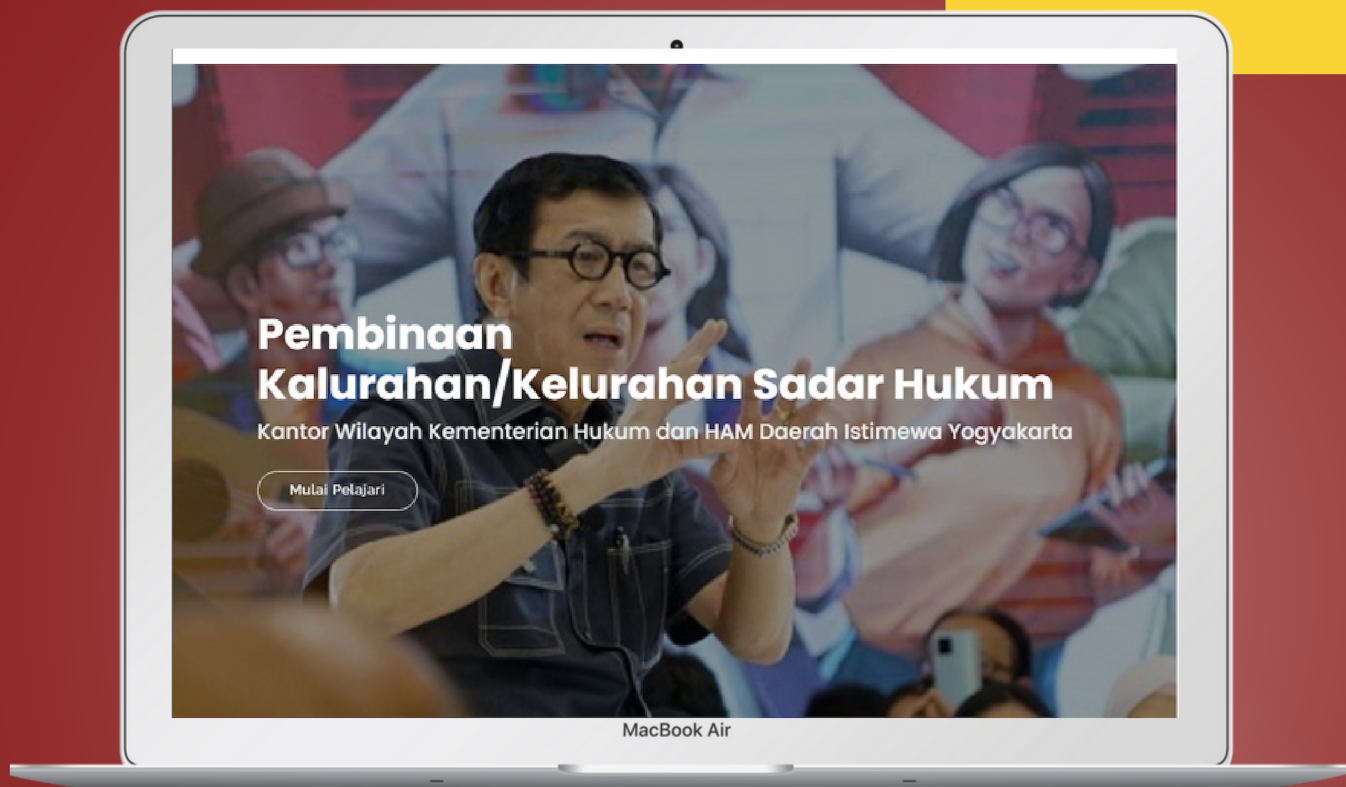 Pembinaan
Kalurahan/Kelurahan Sadar Hukum
Kantor Wilayah Kementerian Hukum dan HAM Daerah Istimewa Yogyakarta
Mulai Pelajari
MacBook Air